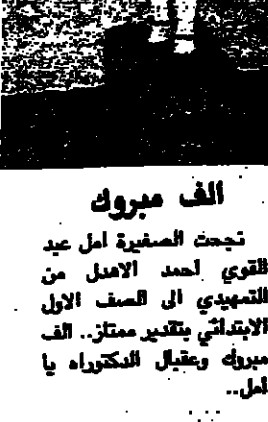 الف مبروك
نجحت الصغيرة امل عبد
القوي احمد الاهدل من
التمهيدي الى الصف الاول
الابتدائي بتقدير ممتاز.. الف
مبروك وعقبال الدكتوراه يا
امل..